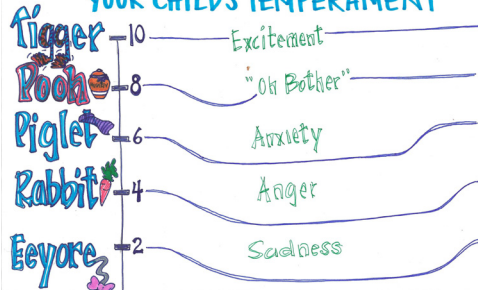 YOUR CHILD'S TEMPERAMENT
Tigger 10 Excitement
Pooh 8 "Oh Bother"
Piglet 6 Anxiety
Rabbit 4 Anger
Eeyore 2 Sadness